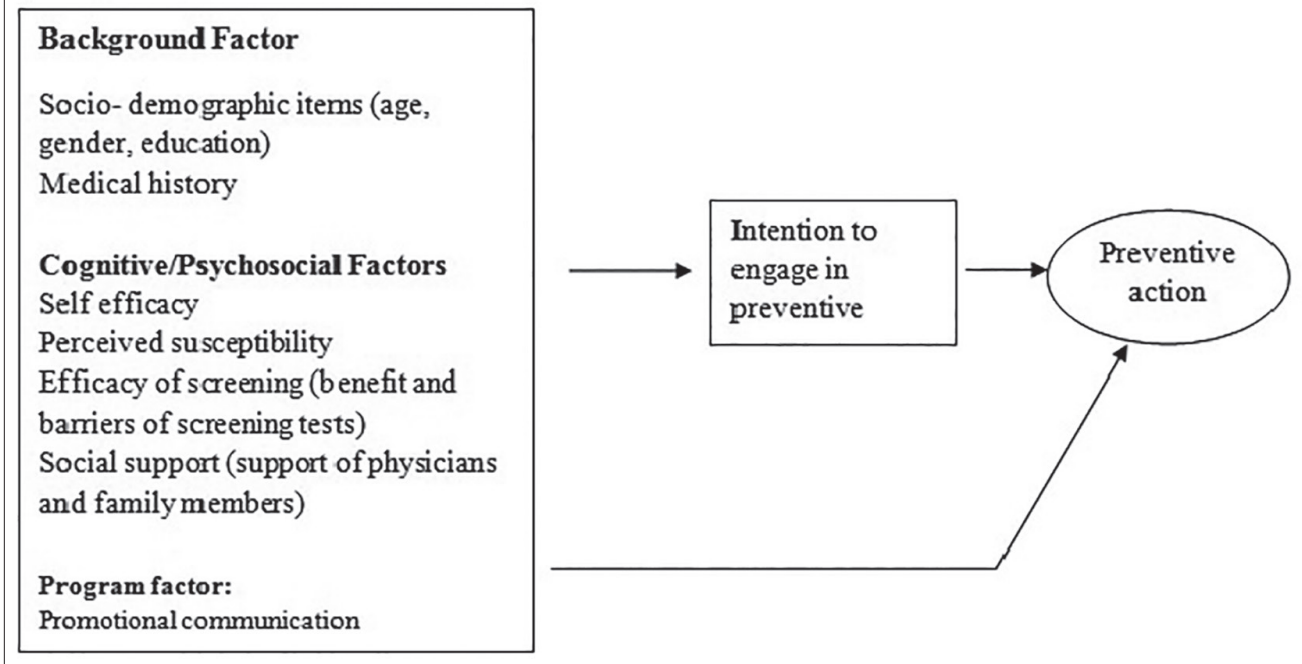 Background Factor
Socio- demographic items (age,
gender, education)
Medical history
Cognitive/Psychosocial Factors
Self efficacy
Perceived susceptibility
Efficacy of screening (benefit and
barriers of screening tests)
Social support (support of physicians
and family members)
Program factor:
Promotional communication
Intention to
engage in
preventive
Preventive
action